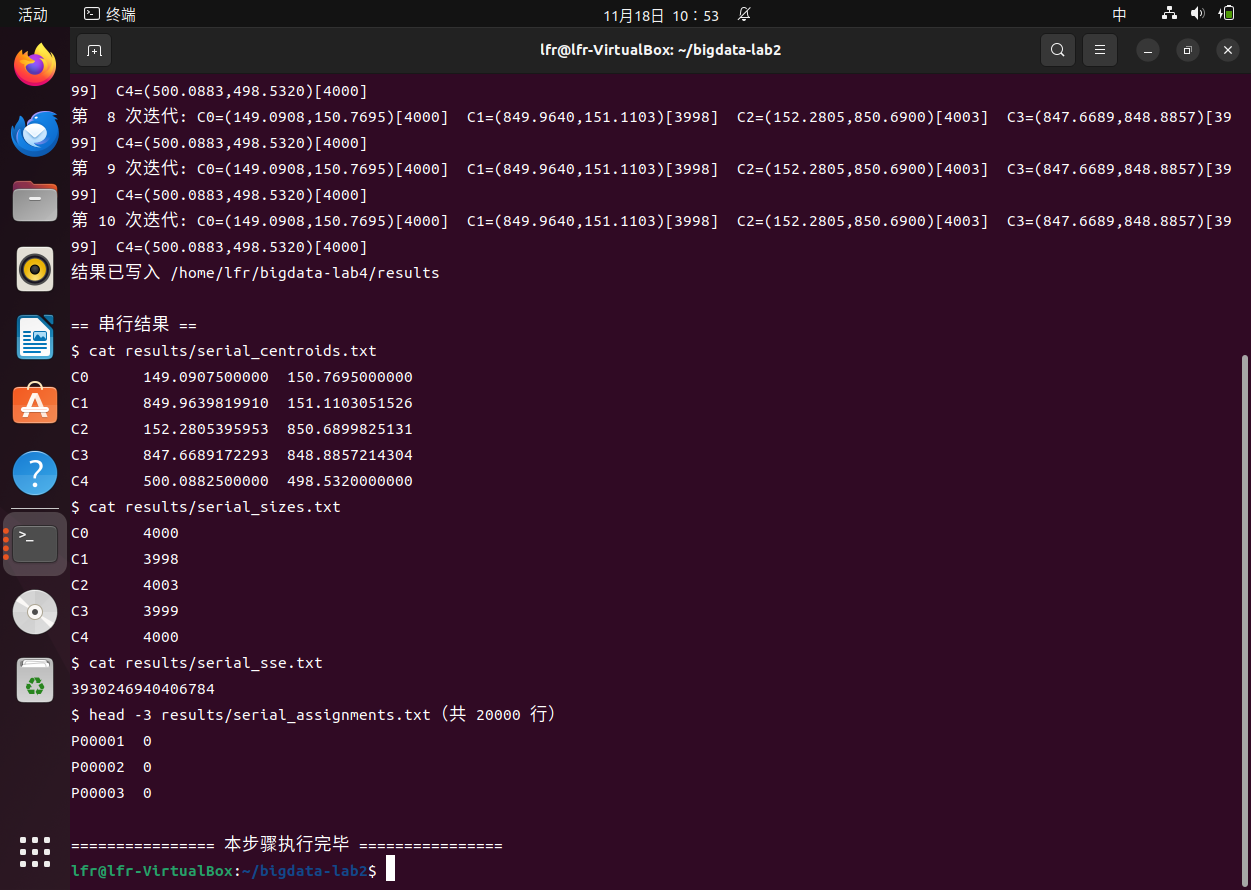 活动
终端
11月18日 10：53
中
lfr@lfr-VirtualBox: ~/bigdata-lab2
99]  C4=(500.0883,498.5320)[4000]
第  8 次迭代: C0=(149.0908,150.7695)[4000]  C1=(849.9640,151.1103)[3998]  C2=(152.2805,850.6900)[4003]  C3=(847.6689,848.8857)[39
99]  C4=(500.0883,498.5320)[4000]
第  9 次迭代: C0=(149.0908,150.7695)[4000]  C1=(849.9640,151.1103)[3998]  C2=(152.2805,850.6900)[4003]  C3=(847.6689,848.8857)[39
99]  C4=(500.0883,498.5320)[4000]
第 10 次迭代: C0=(149.0908,150.7695)[4000]  C1=(849.9640,151.1103)[3998]  C2=(152.2805,850.6900)[4003]  C3=(847.6689,848.8857)[39
99]  C4=(500.0883,498.5320)[4000]
结果已写入 /home/lfr/bigdata-lab4/results
== 串行结果 ==
$ cat results/serial_centroids.txt
C0      149.0907500000  150.7695000000
C1      849.9639819910  151.1103051526
C2      152.2805395953  850.6899825131
C3      847.6689172293  848.8857214304
C4      500.0882500000  498.5320000000
$ cat results/serial_sizes.txt
C0      4000
C1      3998
C2      4003
C3      3999
C4      4000
$ cat results/serial_sse.txt
3930246940406784
$ head -3 results/serial_assignments.txt（共 20000 行）
P00001  0
P00002  0
P00003  0
================ 本步骤执行完毕 ================
lfr@lfr-VirtualBox:~/bigdata-lab2$